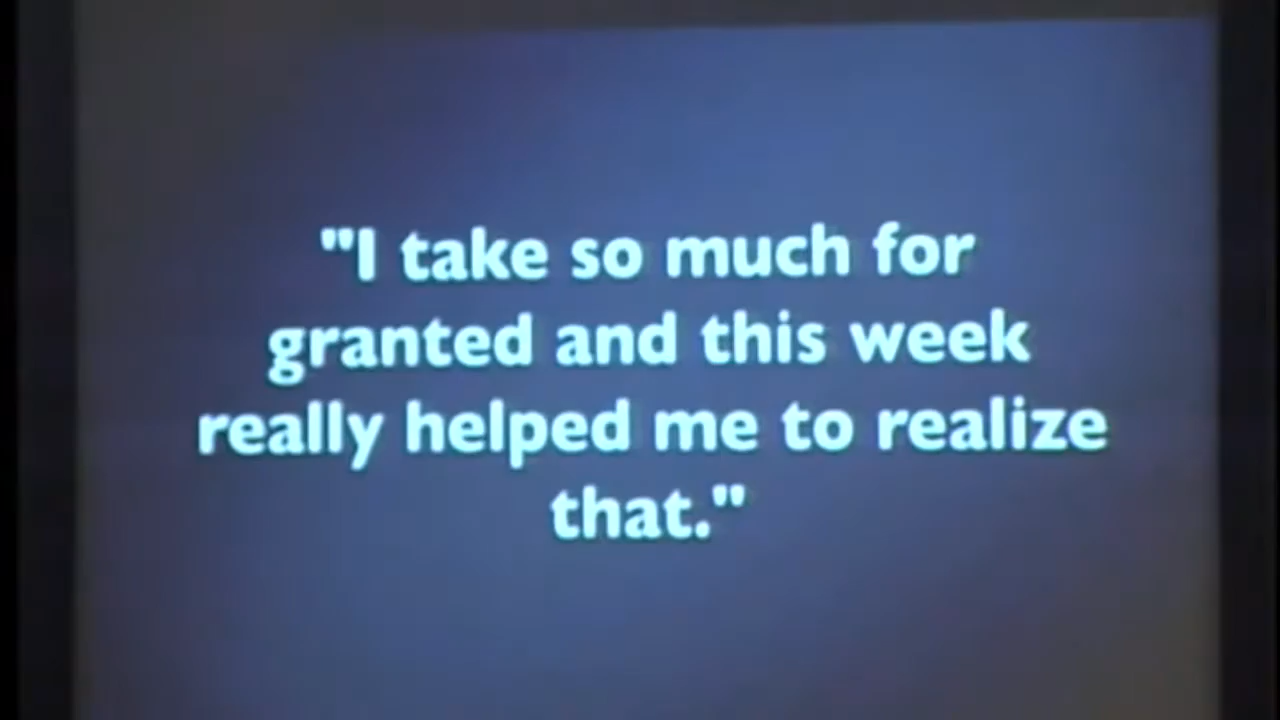 "I take so much for
granted and this week
really helped me to realize
that."